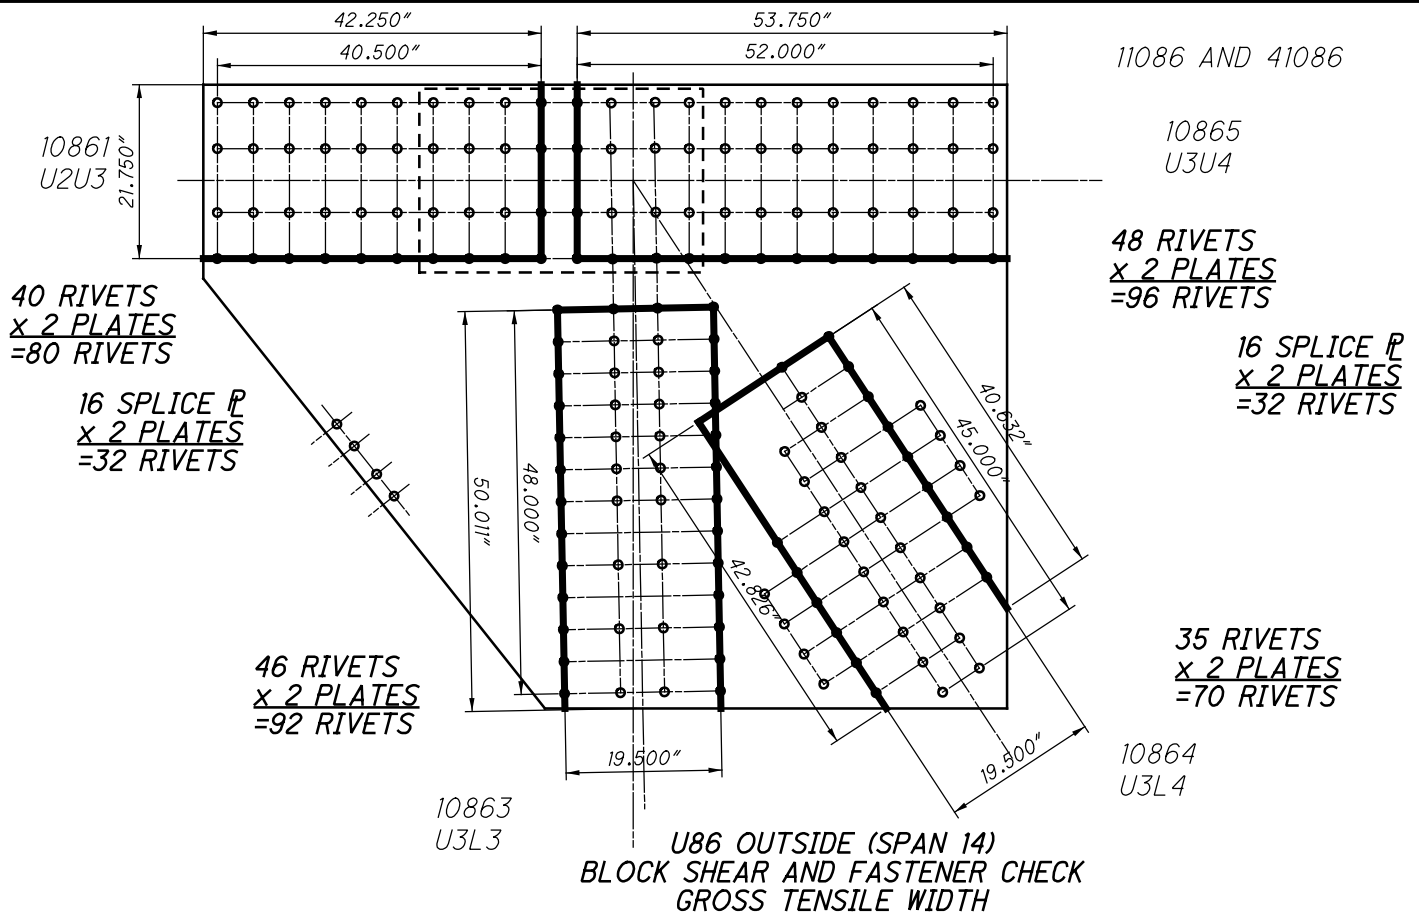 42.250"
53.750"
40.500"
52.000"
11086 AND 41086
10861
U2U3
21.750"
10865
U3U4
48 RIVETS
x 2 PLATES
=96 RIVETS
40 RIVETS
x 2 PLATES
=80 RIVETS
16 SPLICE ℞
x 2 PLATES
=32 RIVETS
16 SPLICE ℞
x 2 PLATES
=32 RIVETS
40.632"
45.000"
50.011"
48.000"
42.826"
35 RIVETS
x 2 PLATES
=70 RIVETS
46 RIVETS
x 2 PLATES
=92 RIVETS
19.500"
19.500"
10864
U3L4
10863
U3L3
U86 OUTSIDE (SPAN 14)
BLOCK SHEAR AND FASTENER CHECK
GROSS TENSILE WIDTH